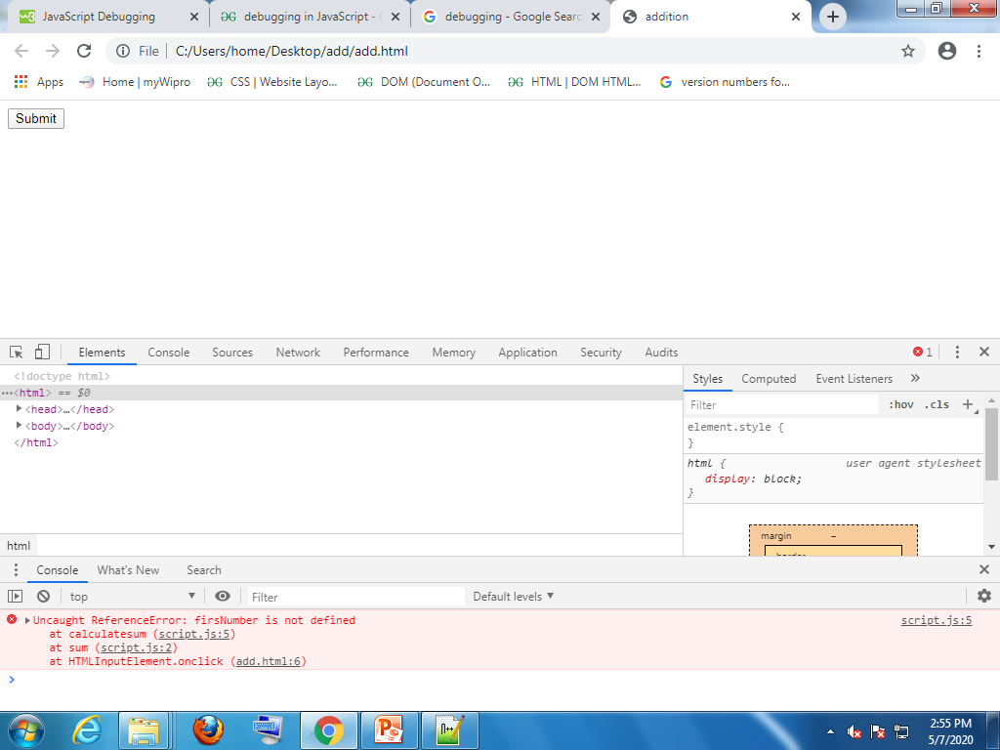 JavaScript Debugging
debugging in JavaScript -
debugging - Google Searc
addition
File
C:/Users/home/Desktop/add/add.html
Apps
Home | myWipro
CSS | Website Layo...
DOM (Document O...
HTML | DOM HTML...
version numbers fo...
Submit
Elements Console Sources Network Performance Memory Application Security Audits
1
<!doctype html>
<html> == $0
<head>…</head>
<body>…</body>
</html>
html
Styles Computed Event Listeners »
Filter
:hov .cls +
element.style {
}
html { user agent stylesheet
display: block;
}
margin –
Console What's New Search
top
Filter
Default levels
Uncaught ReferenceError: firsNumber is not defined script.js:5
at calculatesum (script.js:5)
at sum (script.js:2)
at HTMLInputElement.onclick (add.html:6)
>
2:55 PM
5/7/2020